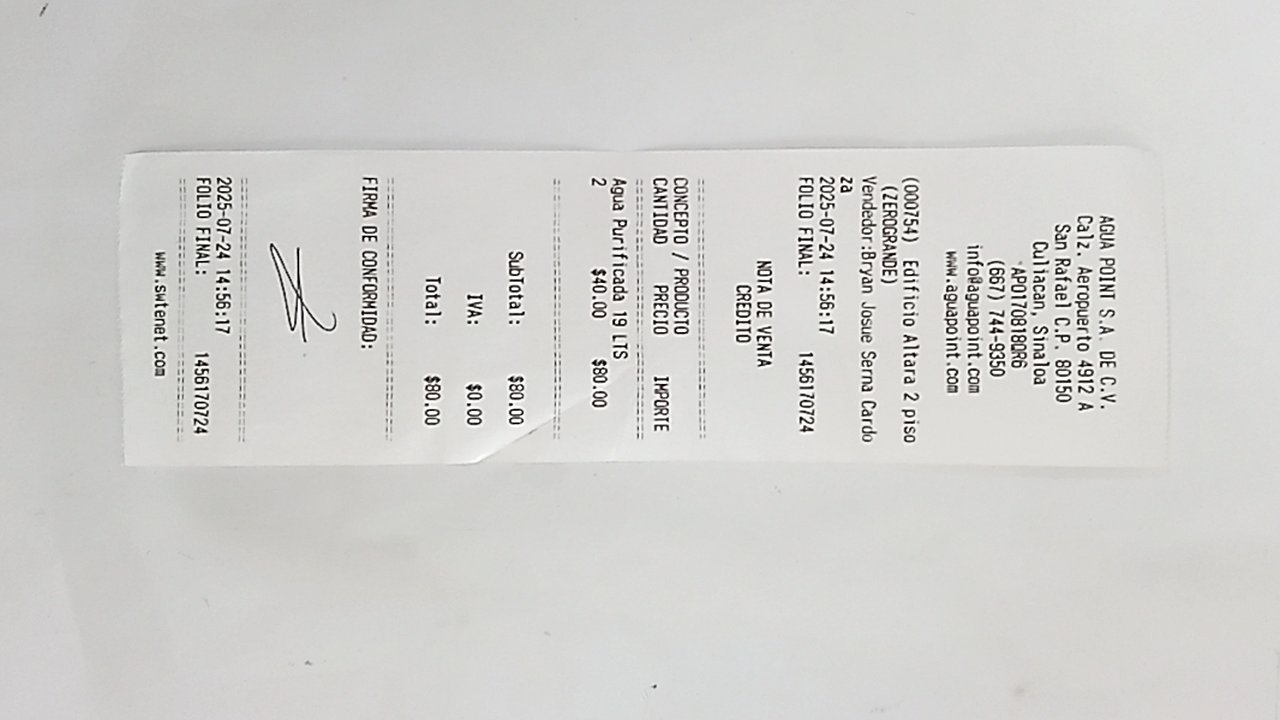 AGUA POINT S.A. DE C.V.
Calz. Aeropuerto 4912 A
San Rafael C.P. 80150
Culiacan, Sinaloa
APO170818QR6
(667) 744-9350
info@aguapoint.com
www.aguapoint.com
(000754) Edificio Altara 2 piso
(ZEROGRANDE)
Vendedor:Bryan Josue Serna Cardo
za
2025-07-24 14:56:17
FOLIO FINAL: 1456170724
NOTA DE VENTA
CREDITO
CONCEPTO / PRODUCTO
CANTIDAD PRECIO IMPORTE
Agua Purificada 19 LTS
2 $40.00 $80.00
SubTotal: $80.00
IVA: $0.00
Total: $80.00
FIRMA DE CONFORMIDAD:
2025-07-24 14:56:17
FOLIO FINAL: 1456170724
www.swtenet.com